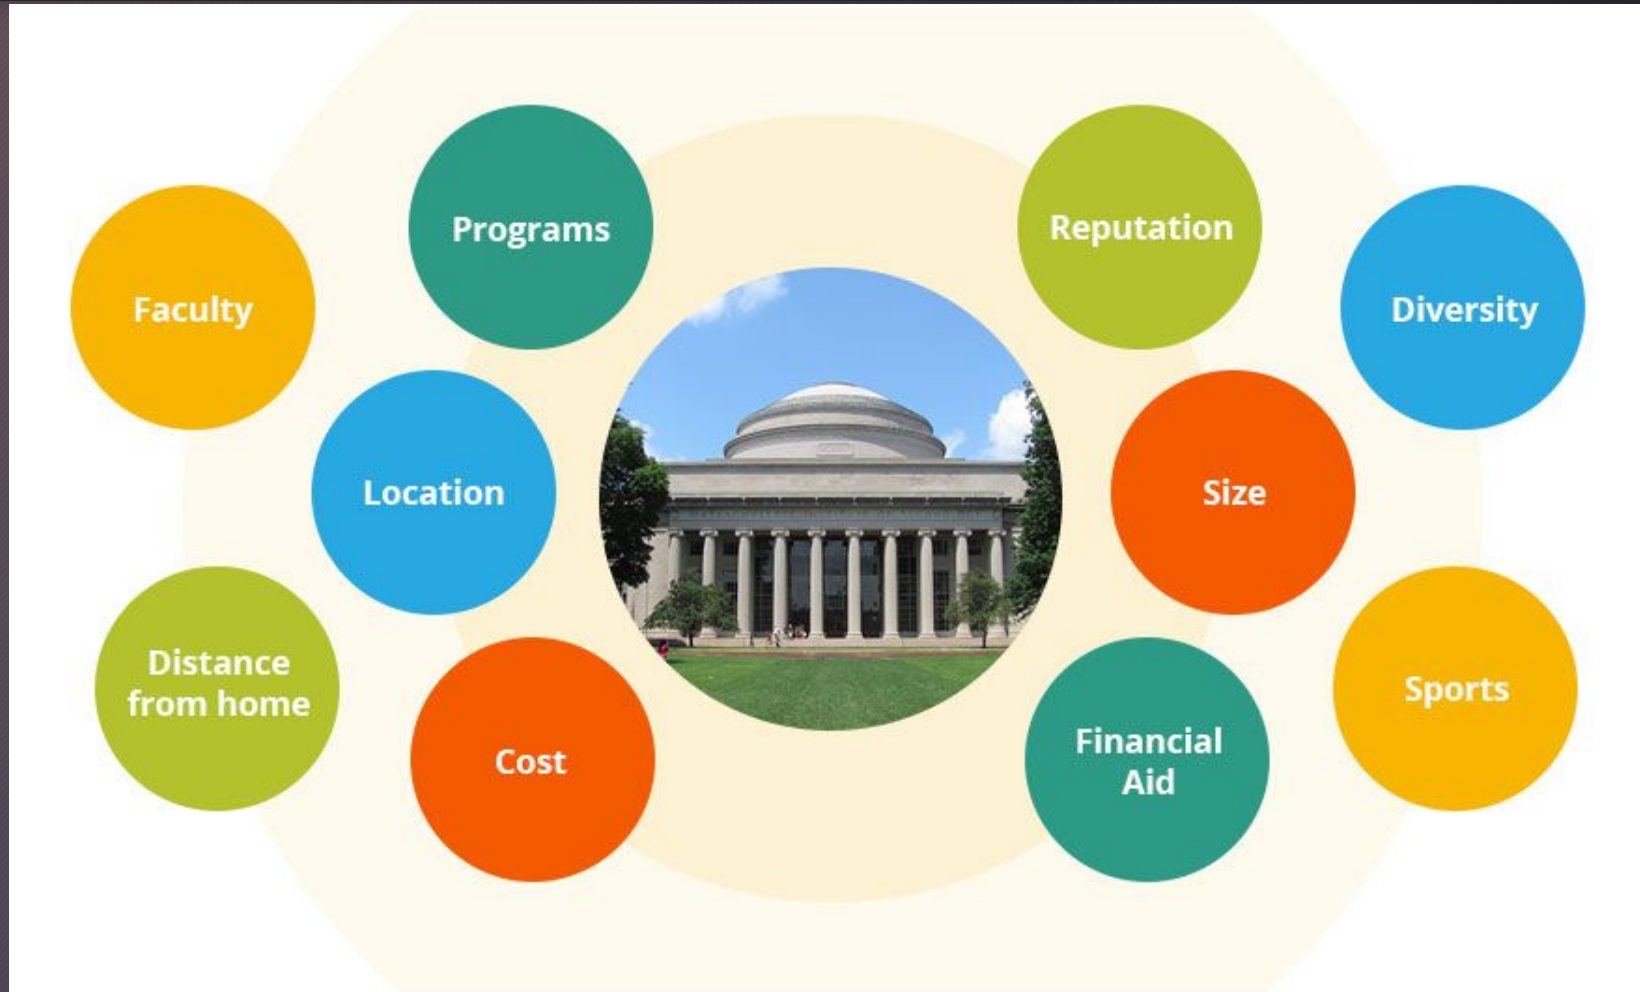 Programs
Reputation
Faculty
Diversity
Location
Size
Distance
from home
Sports
Cost
Financial
Aid